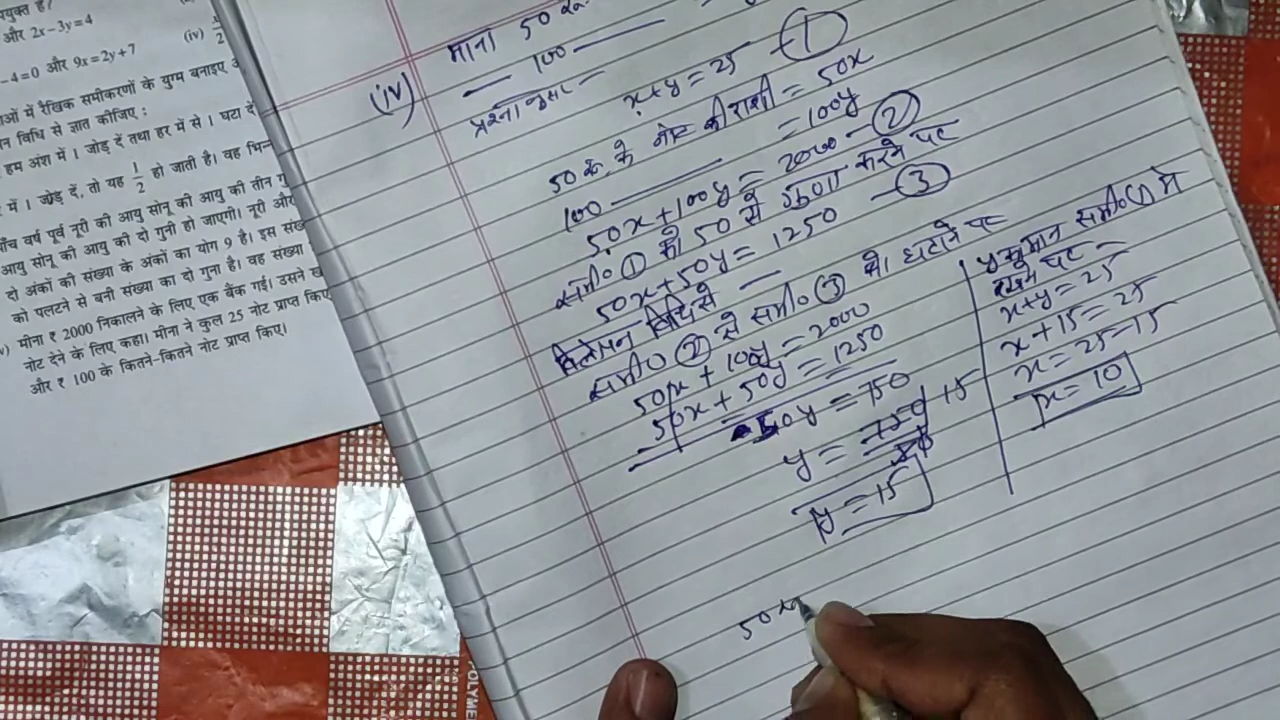 और 2x-3y=4
-4=0 और 9x=2y+7
(iv)
में रैखिक समीकरणों के युग्म बनाइए
विधि से ज्ञात कीजिए :
हम अंश में 1 जोड़ दें तथा हर में से 1 घटा दें
में 1 जोड़ दें, तो यह 1/2 हो जाती है। वह
वर्ष पूर्व नूरी की आयु सोनू की आयु की तीन
आयु सोनू की आयु की दो गुनी हो जाएगी। नूरी और
दो अंकों की संख्या के अंकों का योग 9 है। इस
को पलटने से बनी संख्या का दो गुना है। वह संख्या
मीना ₹ 2000 निकालने के लिए एक बैंक गई। उसने
नोट देने के लिए कहा। मीना ने कुल 25 नोट प्राप्त किए
और ₹ 100 के कितने-कितने नोट प्राप्त किए।
(iv) माना 50 रू
100
x+y=25 - ①
50 रू के नोट की राशी = 50x
100 = 100y
50x+100y=2000 - ②
समी० ① को 50 से गुणा करने पर
50x+50y=1250 - ③
विलोपन विधि से
समी० ② से समी० ③ को घटाने पर
50x + 100y=2000
50x + 50y=1250
50y=750
y = 750 15
y=15
y का मान समी० ① में
रखने पर
x+y=25
x+15=25
x=25-15
x=10
50 रू